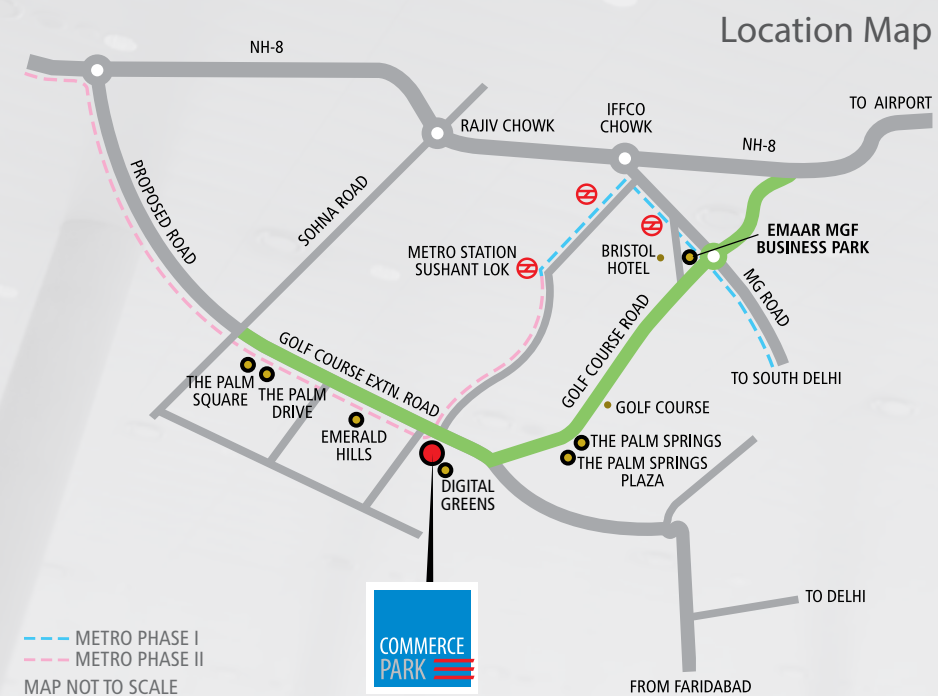 Location Map
NH-8
TO AIRPORT
IFFCO
CHOWK
RAJIV CHOWK
NH-8
PROPOSED ROAD
SOHNA ROAD
METRO STATION
SUSHANT LOK
BRISTOL
HOTEL
EMAAR MGF
BUSINESS PARK
MG ROAD
GOLF COURSE ROAD
GOLF COURSE EXTN. ROAD
TO SOUTH DELHI
THE PALM
SQUARE
THE PALM
DRIVE
GOLF COURSE
EMERALD
HILLS
THE PALM SPRINGS
THE PALM SPRINGS
PLAZA
DIGITAL
GREENS
TO DELHI
COMMERCE
PARK
METRO PHASE I
METRO PHASE II
MAP NOT TO SCALE
FROM FARIDABAD